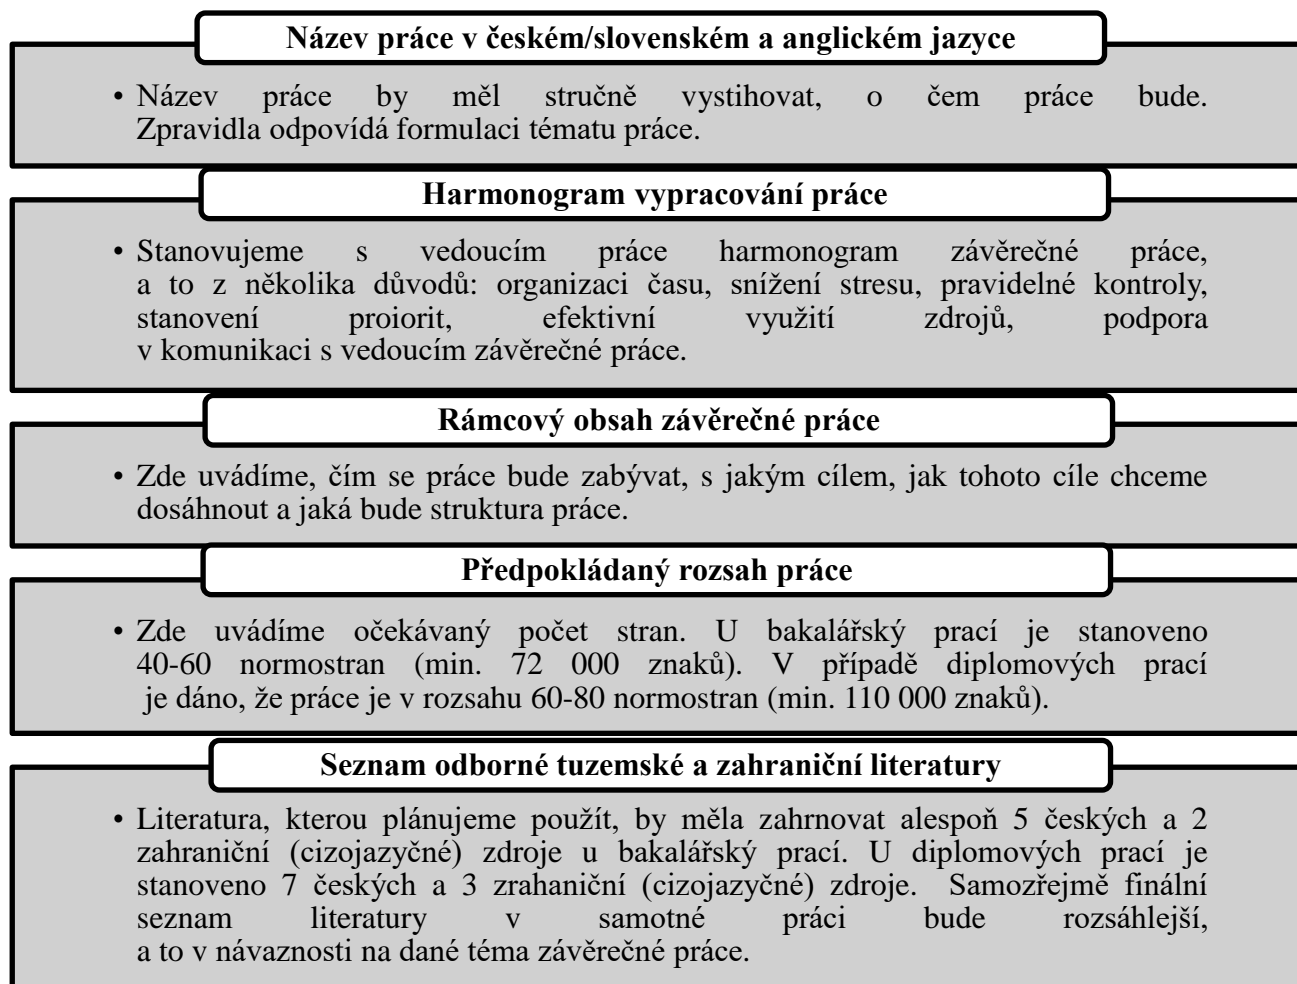 Název práce v českém/slovenském a anglickém jazyce
• Název práce by měl stručně vystihovat, o čem práce bude.
Zpravidla odpovídá formulaci tématu práce.
Harmonogram vypracování práce
• Stanovujeme s vedoucím práce harmonogram závěrečné práce,
a to z několika důvodů: organizaci času, snížení stresu, pravidelné kontroly,
stanovení proiorit, efektivní využití zdrojů, podpora
v komunikaci s vedoucím závěrečné práce.
Rámcový obsah závěrečné práce
• Zde uvádíme, čím se práce bude zabývat, s jakým cílem, jak tohoto cíle chceme
dosáhnout a jaká bude struktura práce.
Předpokládaný rozsah práce
• Zde uvádíme očekávaný počet stran. U bakalářský prací je stanoveno
40-60 normostran (min. 72 000 znaků). V případě diplomových prací
je dáno, že práce je v rozsahu 60-80 normostran (min. 110 000 znaků).
Seznam odborné tuzemské a zahraniční literatury
• Literatura, kterou plánujeme použít, by měla zahrnovat alespoň 5 českých a 2
zahraniční (cizojazyčné) zdroje u bakalářský prací. U diplomových prací je
stanoveno 7 českých a 3 zrahaniční (cizojazyčné) zdroje. Samozřejmě finální
seznam literatury v samotné práci bude rozsáhlejší,
a to v návaznosti na dané téma závěrečné práce.